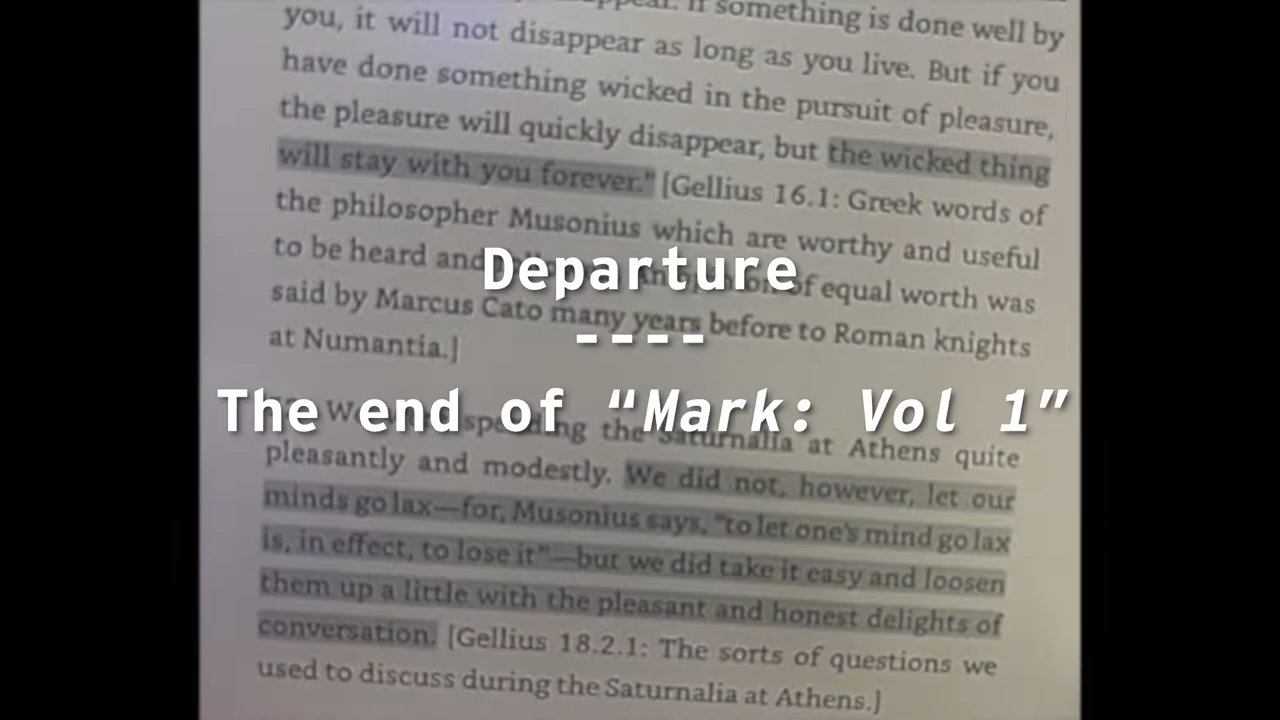 If something is done well by
you, it will not disappear as long as you live. But if you
have done something wicked in the pursuit of pleasure,
the pleasure will quickly disappear, but the wicked thing
will stay with you forever." [Gellius 16.1: Greek words of
the philosopher Musonius which are worthy and useful
to be heard and of equal worth was
Departure
said by Marcus Cato many years before to Roman knights
----
at Numantia.]
The end of “Mark: Vol 1”
the Saturnalia at Athens quite
pleasantly and modestly. We did not, however, let our
minds go lax—for, Musonius says, "to let one's mind go lax
is, in effect, to lose it"—but we did take it easy and loosen
them up a little with the pleasant and honest delights of
conversation. [Gellius 18.2.1: The sorts of questions we
used to discuss during the Saturnalia at Athens.]